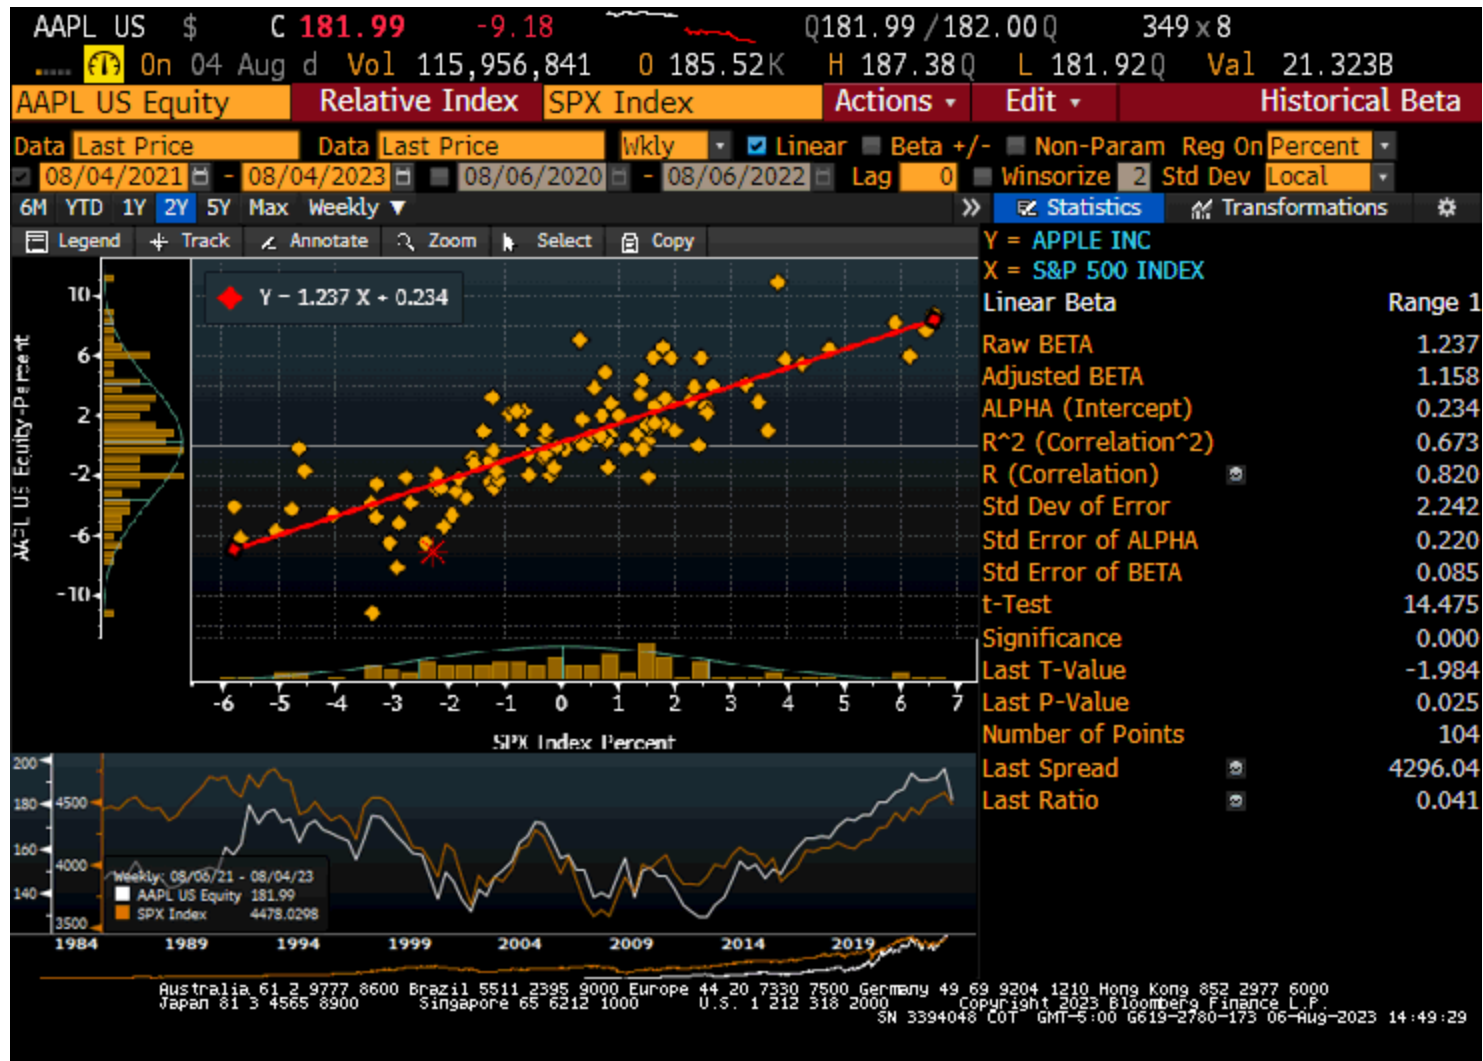 AAPL US $ C 181.99 -9.18 Q181.99 /182.00Q 349x8
On 04 Aug d Vol 115,956,841 O 185.52K H 187.38Q L 181.92Q Val 21.323B
AAPL US Equity Relative Index SPX Index Actions Edit Historical Beta
Data Last Price Data Last Price Wkly Linear Beta +/- Non-Param Reg On Percent
08/04/2021 - 08/04/2023 08/06/2020 - 08/06/2022 Lag 0 Winsorize 2 Std Dev Local
6M YTD 1Y 2Y 5Y Max Weekly ▼ » Statistics Transformations
Legend Track Annotate Zoom Select Copy
Y = APPLE INC
X = S&P 500 INDEX
Linear Beta Range 1
Raw BETA 1.237
Adjusted BETA 1.158
ALPHA (Intercept) 0.234
R^2 (Correlation^2) 0.673
R (Correlation) 0.820
Std Dev of Error 2.242
Std Error of ALPHA 0.220
Std Error of BETA 0.085
t-Test 14.475
Significance 0.000
Last T-Value -1.984
Last P-Value 0.025
Number of Points 104
Last Spread 4296.04
Last Ratio 0.041
Y = 1.237 X + 0.234
AAPL US Equity-Percent
10
6
2
-2
-6
-10
-6 -5 -4 -3 -2 -1 0 1 2 3 4 5 6 7
SPX Index Percent
200
180 4500
160 4000
140
3500
Weekly: 08/06/21 - 08/04/23
AAPL US Equity 181.99
SPX Index 4478.0298
1984 1989 1994 1999 2004 2009 2014 2019
Australia 61 2 9777 8600 Brazil 5511 2395 9000 Europe 44 20 7330 7500 Germany 49 69 9204 1210 Hong Kong 852 2977 6000
Japan 81 3 4565 8900 Singapore 65 6212 1000 U.S. 1 212 318 2000 Copyright 2023 Bloomberg Finance L.P.
SN 3394048 COT GMT-5:00 G619-2780-173 06-Aug-2023 14:49:29